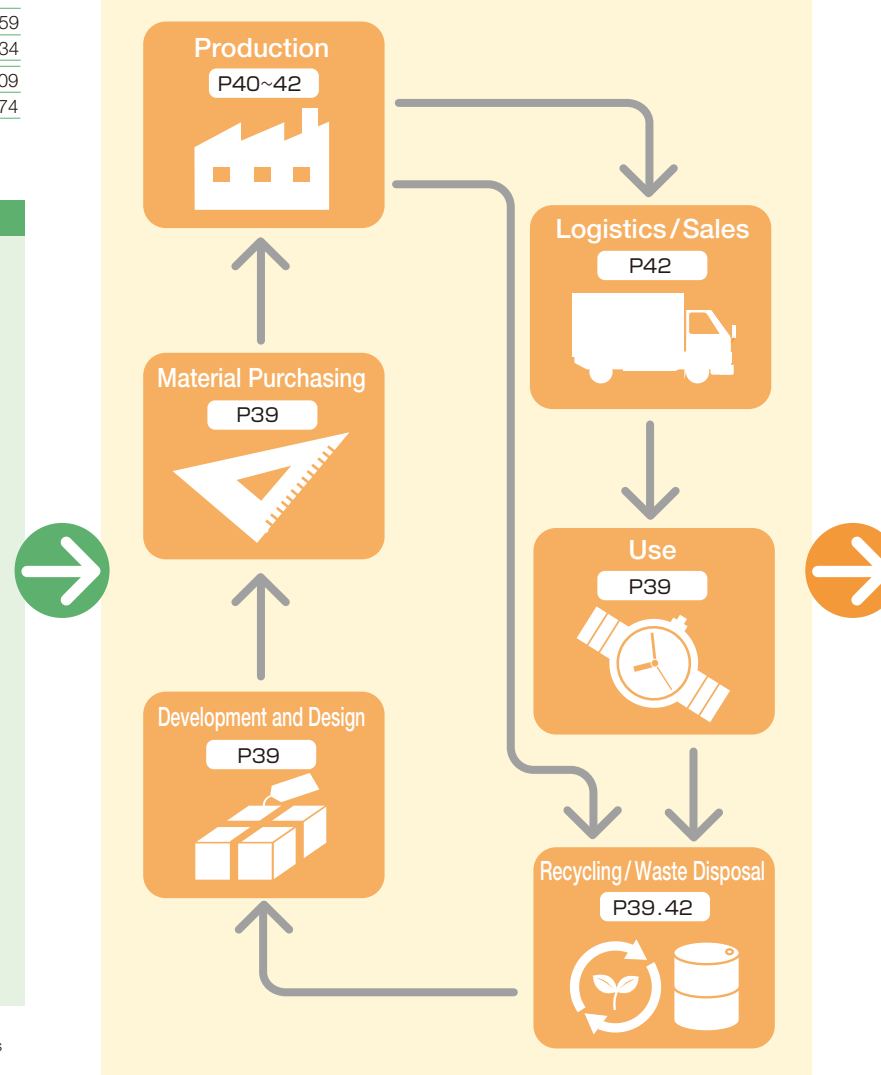 59
34
09
74
Production
P40~42
Logistics/Sales
P42
Material Purchasing
P39
Use
P39
Development and Design
P39
Recycling/Waste Disposal
P39.42
s